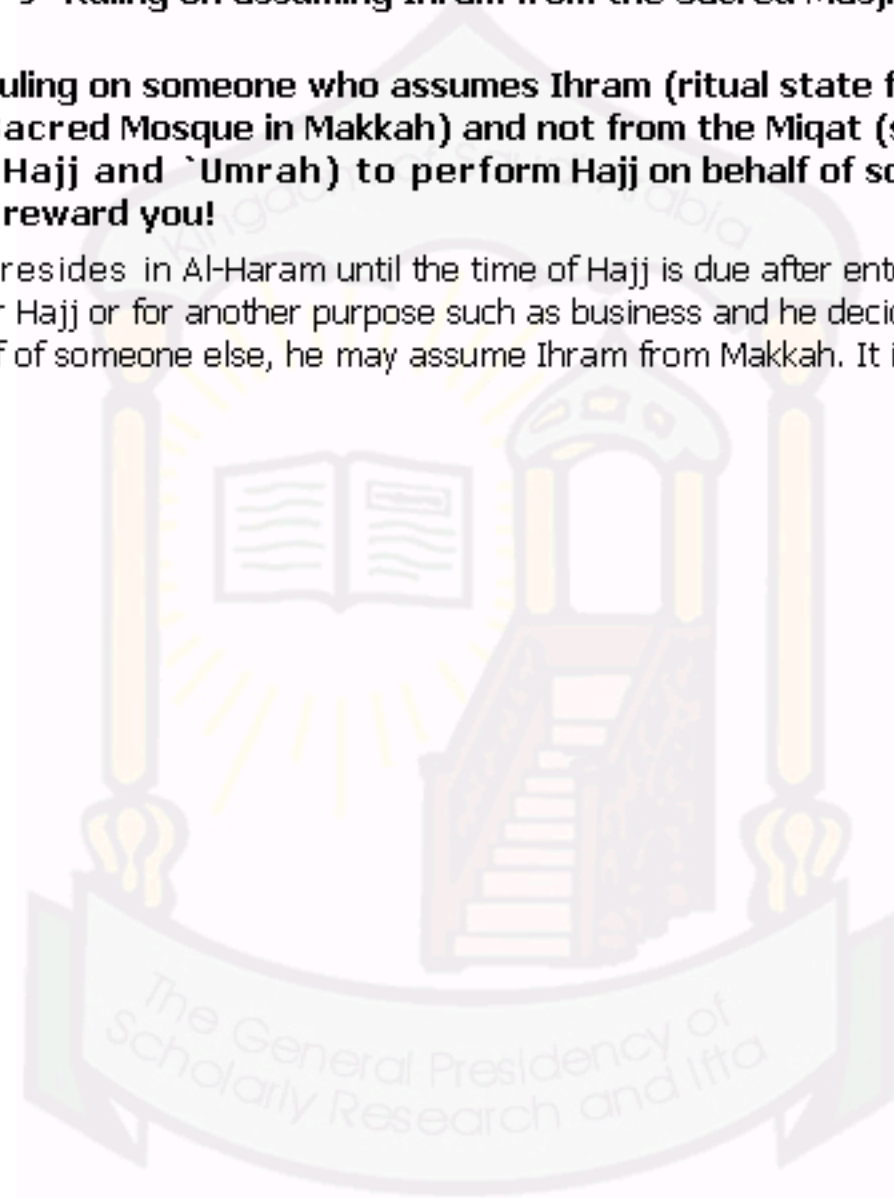 Ruling on assuming Ihram from the Sacred
uling on someone who assumes Ihram (ritual state f
acred Mosque in Makkah) and not from the Miqat (s
Hajj and `Umrah) to perform Hajj on behalf of so
reward you!
resides in Al-Haram until the time of Hajj is due after ent
r Hajj or for another purpose such as business and he deci
f of someone else, he may assume Ihram from Makkah. It i
Kingdom of Saudi Arabia
The General Presidency of
Scholarly Research and Ifta